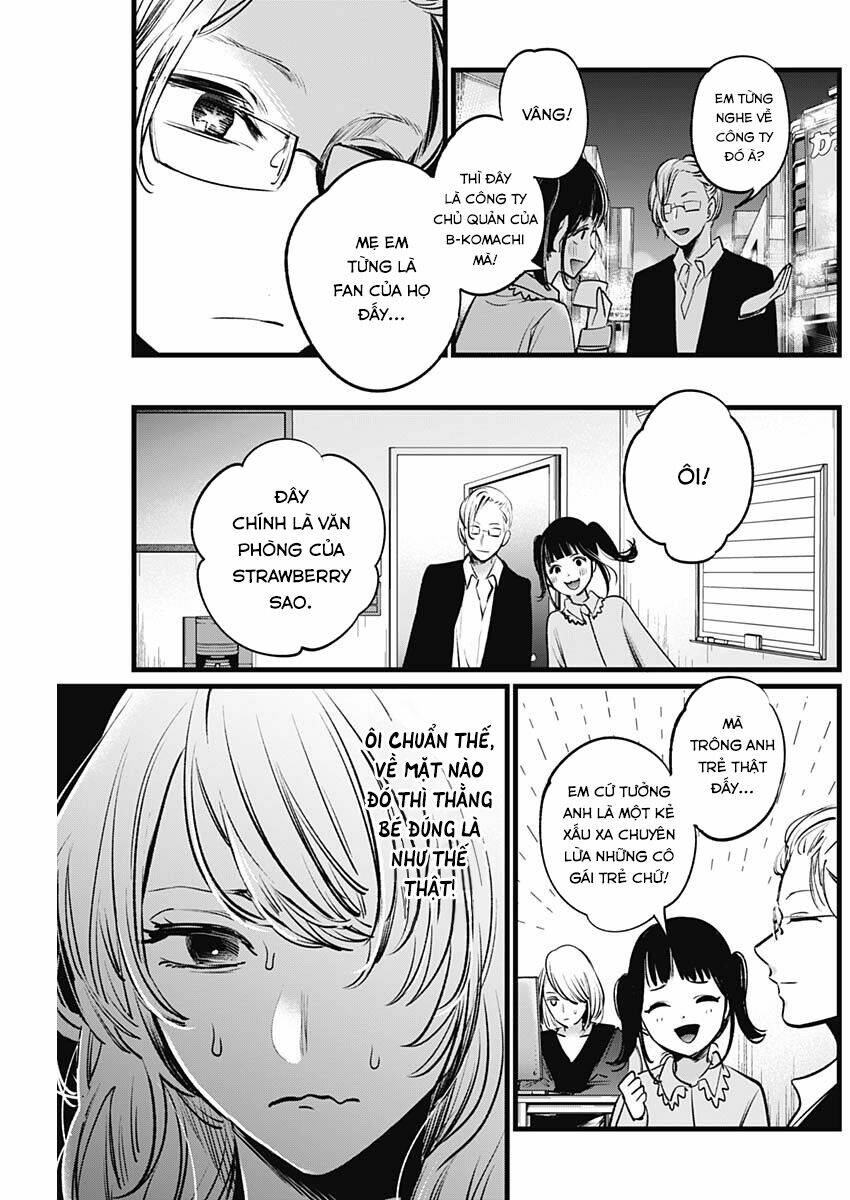 EM TỪNG
NGHE VỀ
CÔNG TY
ĐÓ À?
VÂNG!
THÌ ĐÂY
LÀ CÔNG TY
CHỦ QUẢN CỦA
B-KOMACHI
MÀ!
MẸ EM
TỪNG LÀ
FAN CỦA HỌ
ĐẤY...
ÔI!
ĐÂY
CHÍNH LÀ VĂN
PHÒNG CỦA
STRAWBERRY
SAO.
MÀ
TRÔNG ANH
TRẺ THẬT
ĐẤY...
EM CỨ TƯỞNG
ANH LÀ MỘT KẺ
XẤU XA CHUYÊN
LỪA NHỮNG CÔ
GÁI TRẺ CHỨ!
ÔI CHUẨN THẾ,
VỀ MẶT NÀO
ĐÓ THÌ THẰNG
BÉ ĐÚNG LÀ
NHƯ THẾ
THẬT!